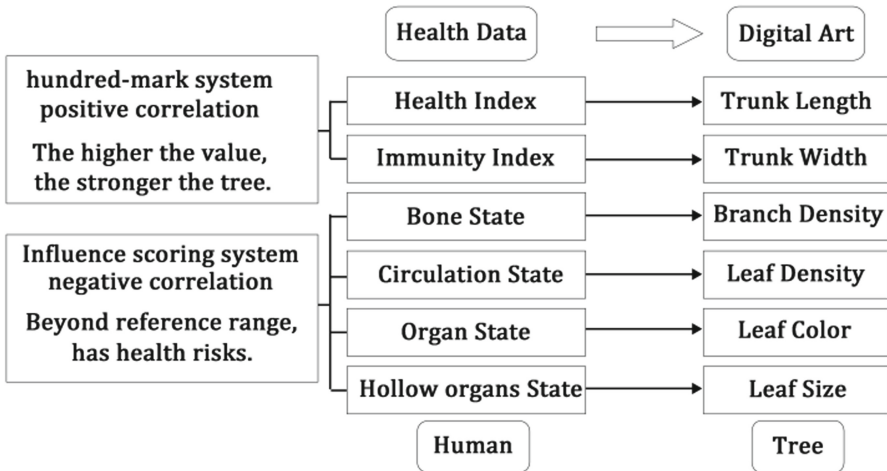 Health Data
Digital Art
hundred-mark system
positive correlation
The higher the value,
the stronger the tree.
Health Index
Trunk Length
Immunity Index
Trunk Width
Influence scoring system
negative correlation
Beyond reference range,
has health risks.
Bone State
Branch Density
Circulation State
Leaf Density
Organ State
Leaf Color
Hollow organs State
Leaf Size
Human
Tree